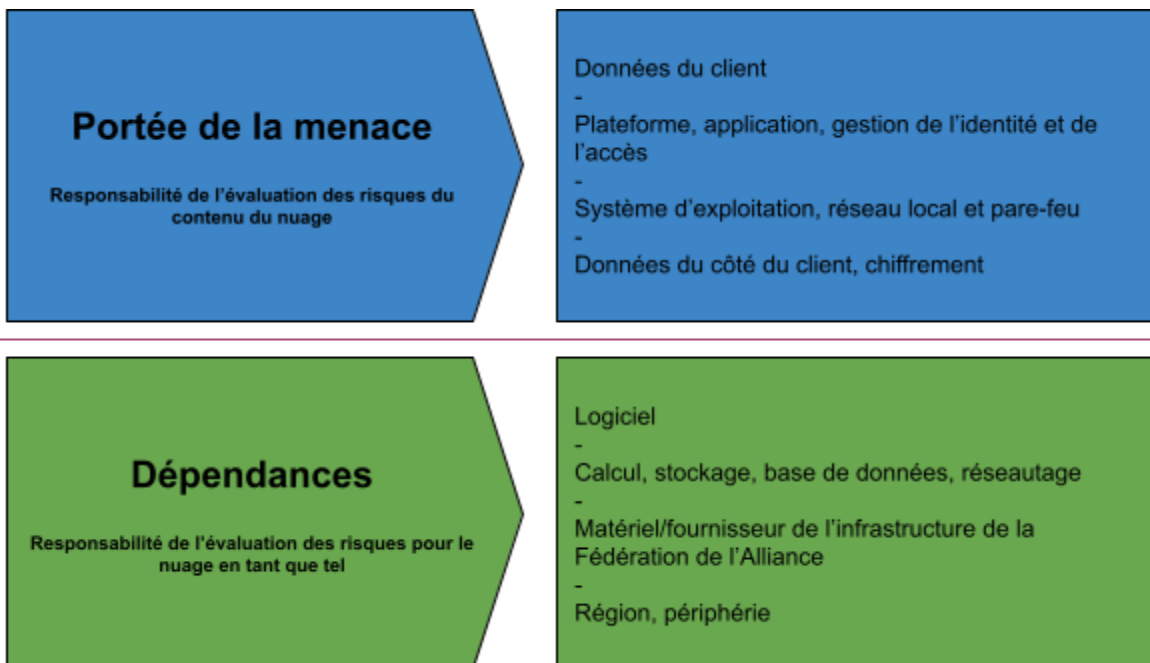 Portée de la menace
Responsabilité de l'évaluation des risques du
contenu du nuage
Données du client
-
Plateforme, application, gestion de l'identité et de
l'accès
-
Système d'exploitation, réseau local et pare-feu
-
Données du côté du client, chiffrement
Dépendances
Responsabilité de l'évaluation des risques pour le
nuage en tant que tel
Logiciel
-
Calcul, stockage, base de données, réseautage
-
Matériel/fournisseur de l'infrastructure de la
Fédération de l'Alliance
-
Région, périphérie